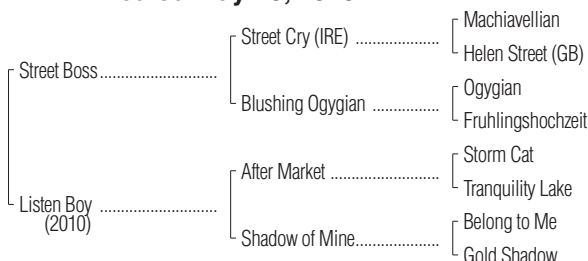 Street Cry (IRE) ....................
Machiavellian
Helen Street (GB)
Street Boss ............................
Blushing Ogygian ................
Ogygian
Fruhlingshochzeit
After Market ..........................
Storm Cat
Tranquility Lake
Listen Boy ............................
(2010)
Shadow of Mine....................
Belong to Me
Gold Shadow